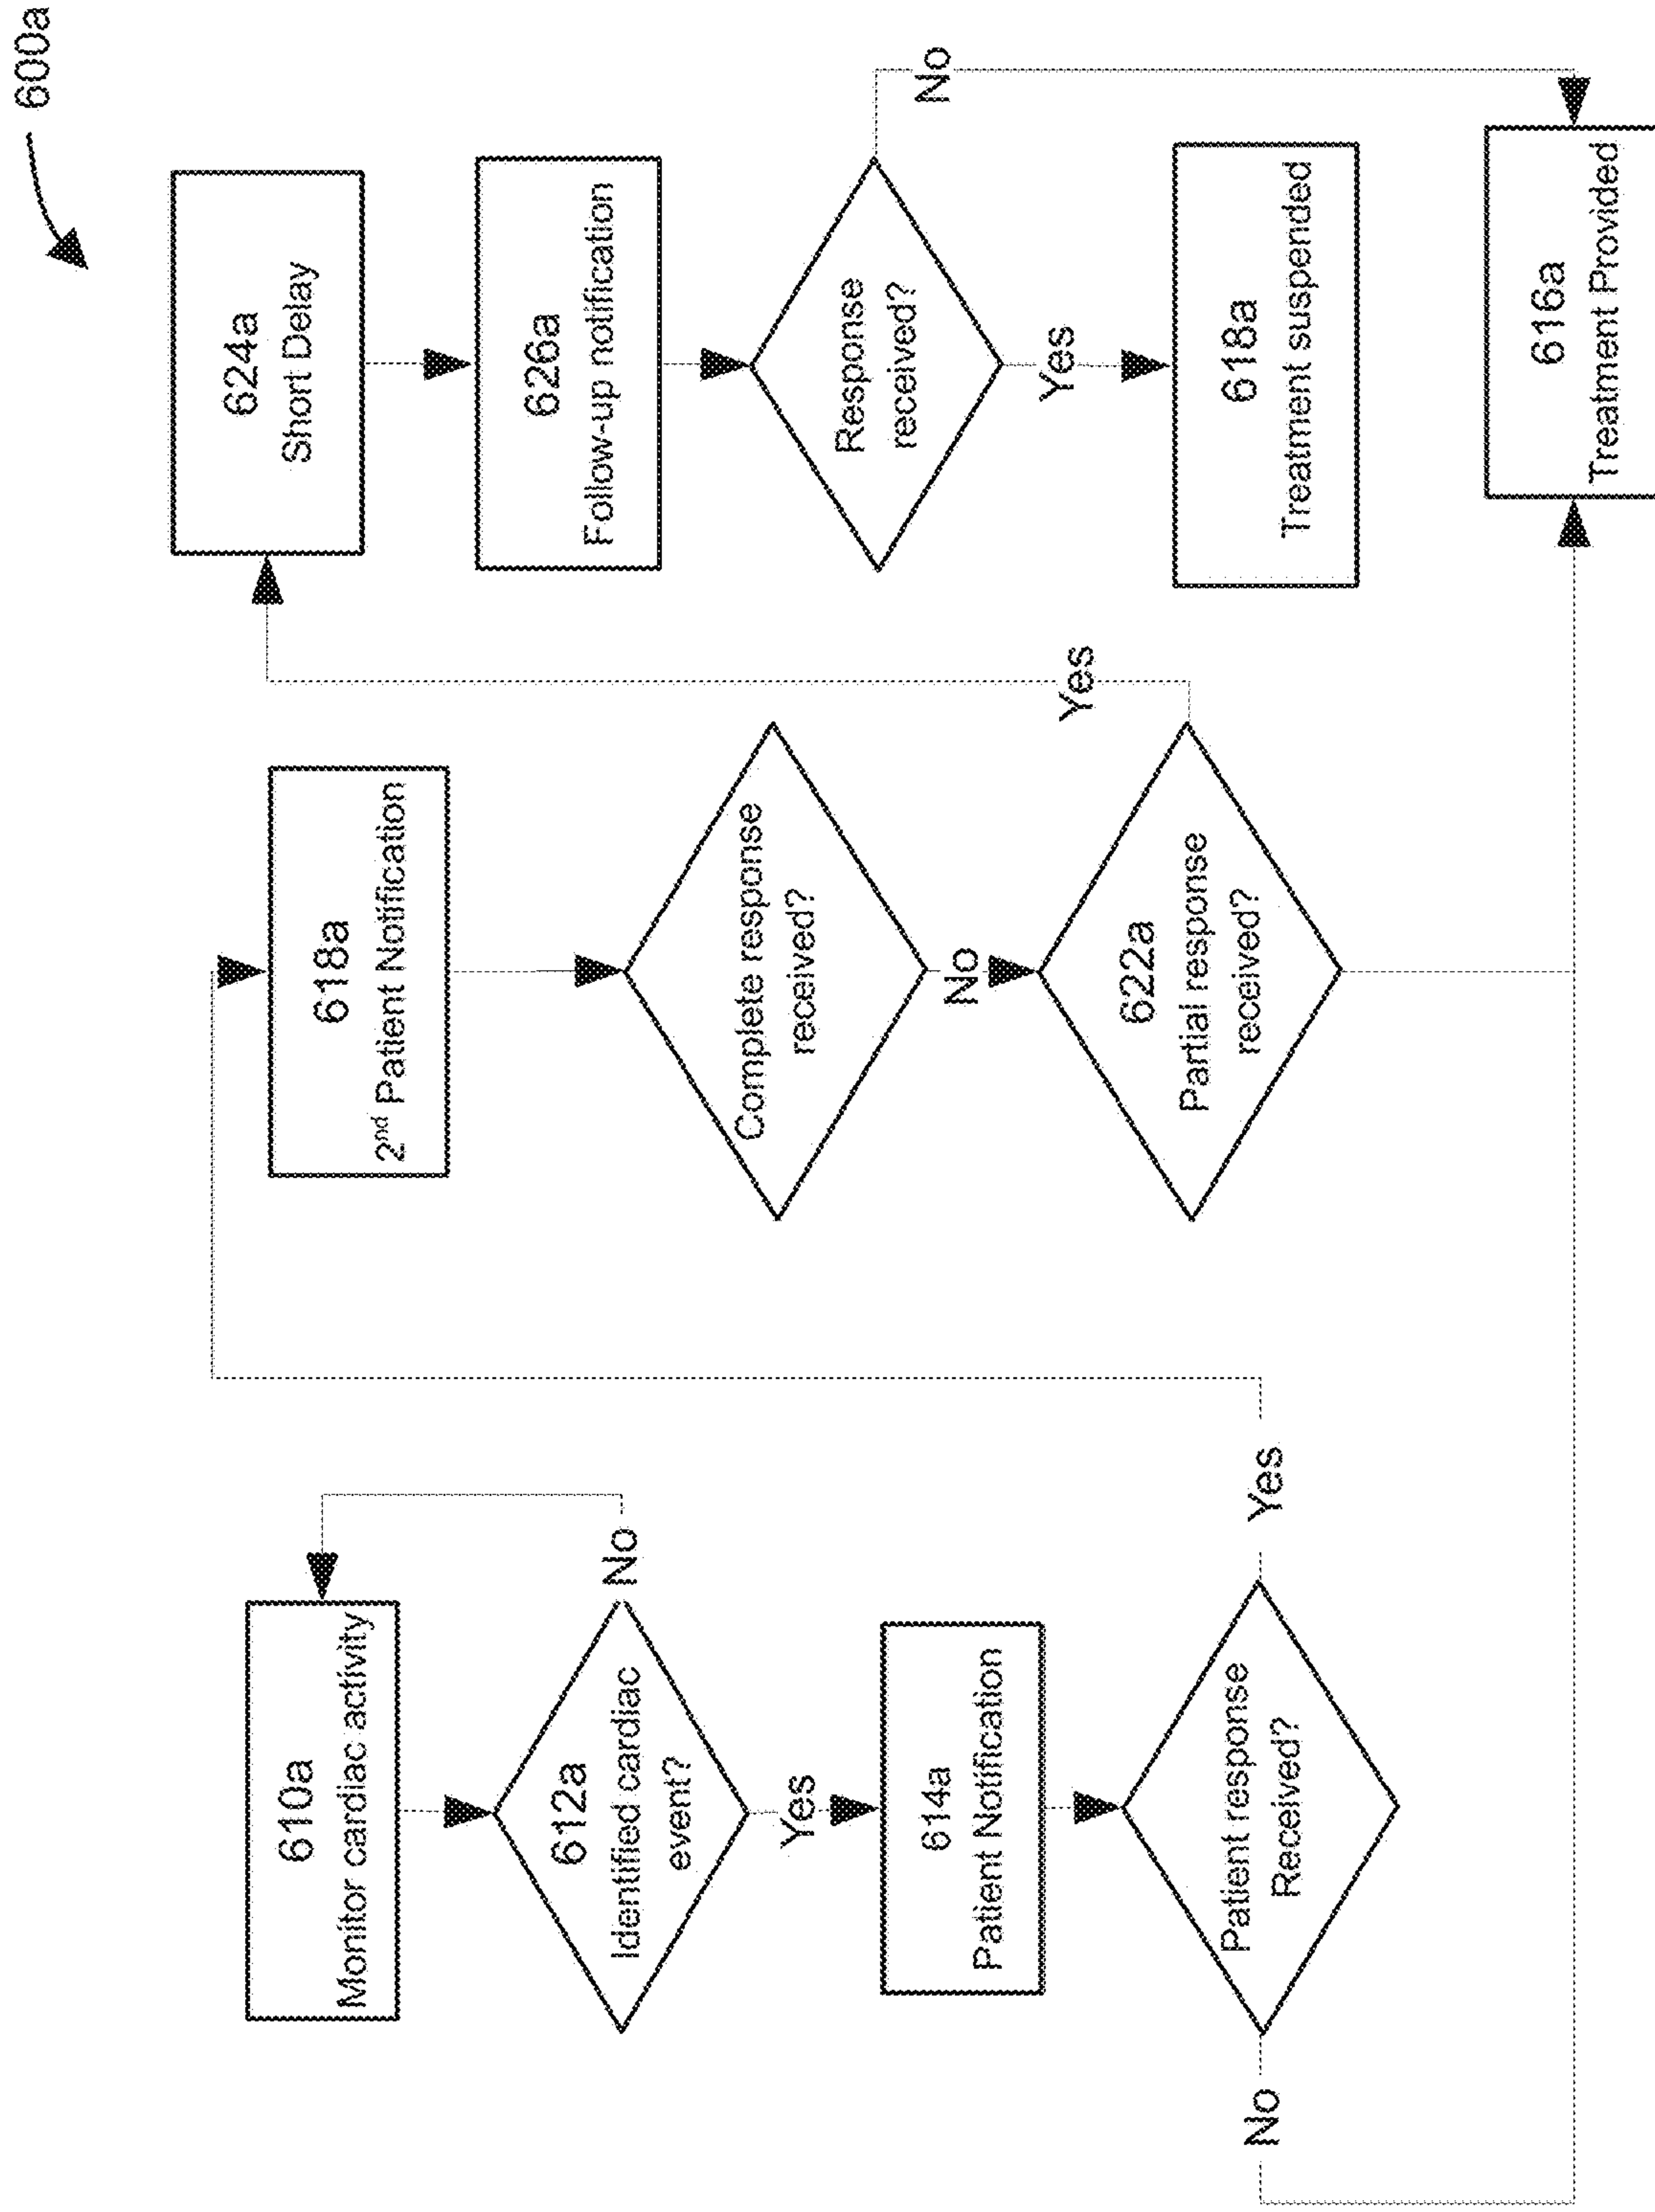 600a
610a
Monitor cardiac activity
612a
Identified cardiac
event?
No
Yes
614a
Patient Notification
Patient response
Received?
No
Yes
618a
2nd Patient Notification
Complete response
received?
No
622a
Partial response
received?
Yes
624a
Short Delay
626a
Follow-up notification
Response
received?
No
Yes
618a
Treatment suspended
616a
Treatment Provided